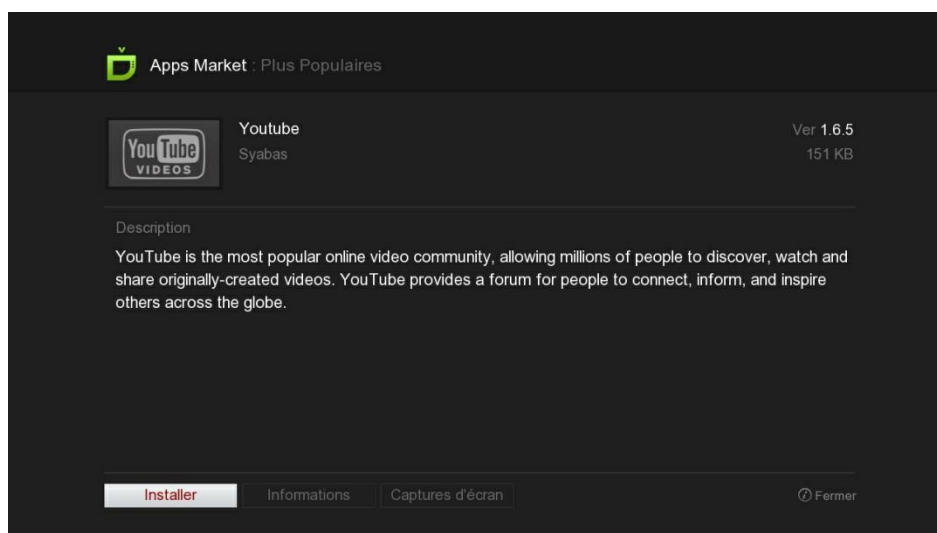 Apps Market : Plus Populaires
You Tube
VIDEOS
Youtube
Syabas
Ver 1.6.5
151 KB
Description
YouTube is the most popular online video community, allowing millions of people to discover, watch and
share originally-created videos. YouTube provides a forum for people to connect, inform, and inspire
others across the globe.
Installer
Informations
Captures d'écran
Fermer